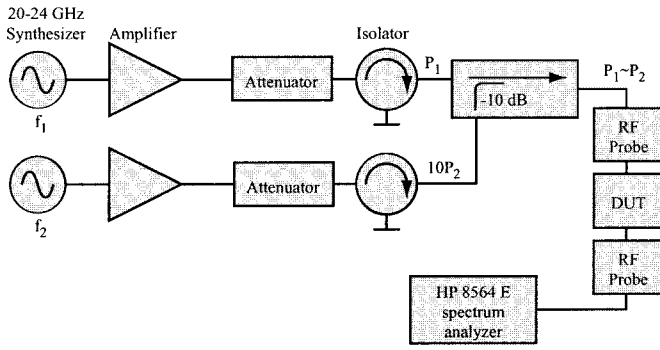 20-24 GHz
Synthesizer
Amplifier
Isolator
Attenuator
P1
P1~P2
-10 dB
f1
RF
Probe
Attenuator
10P2
DUT
f2
RF
Probe
HP 8564 E
spectrum
analyzer